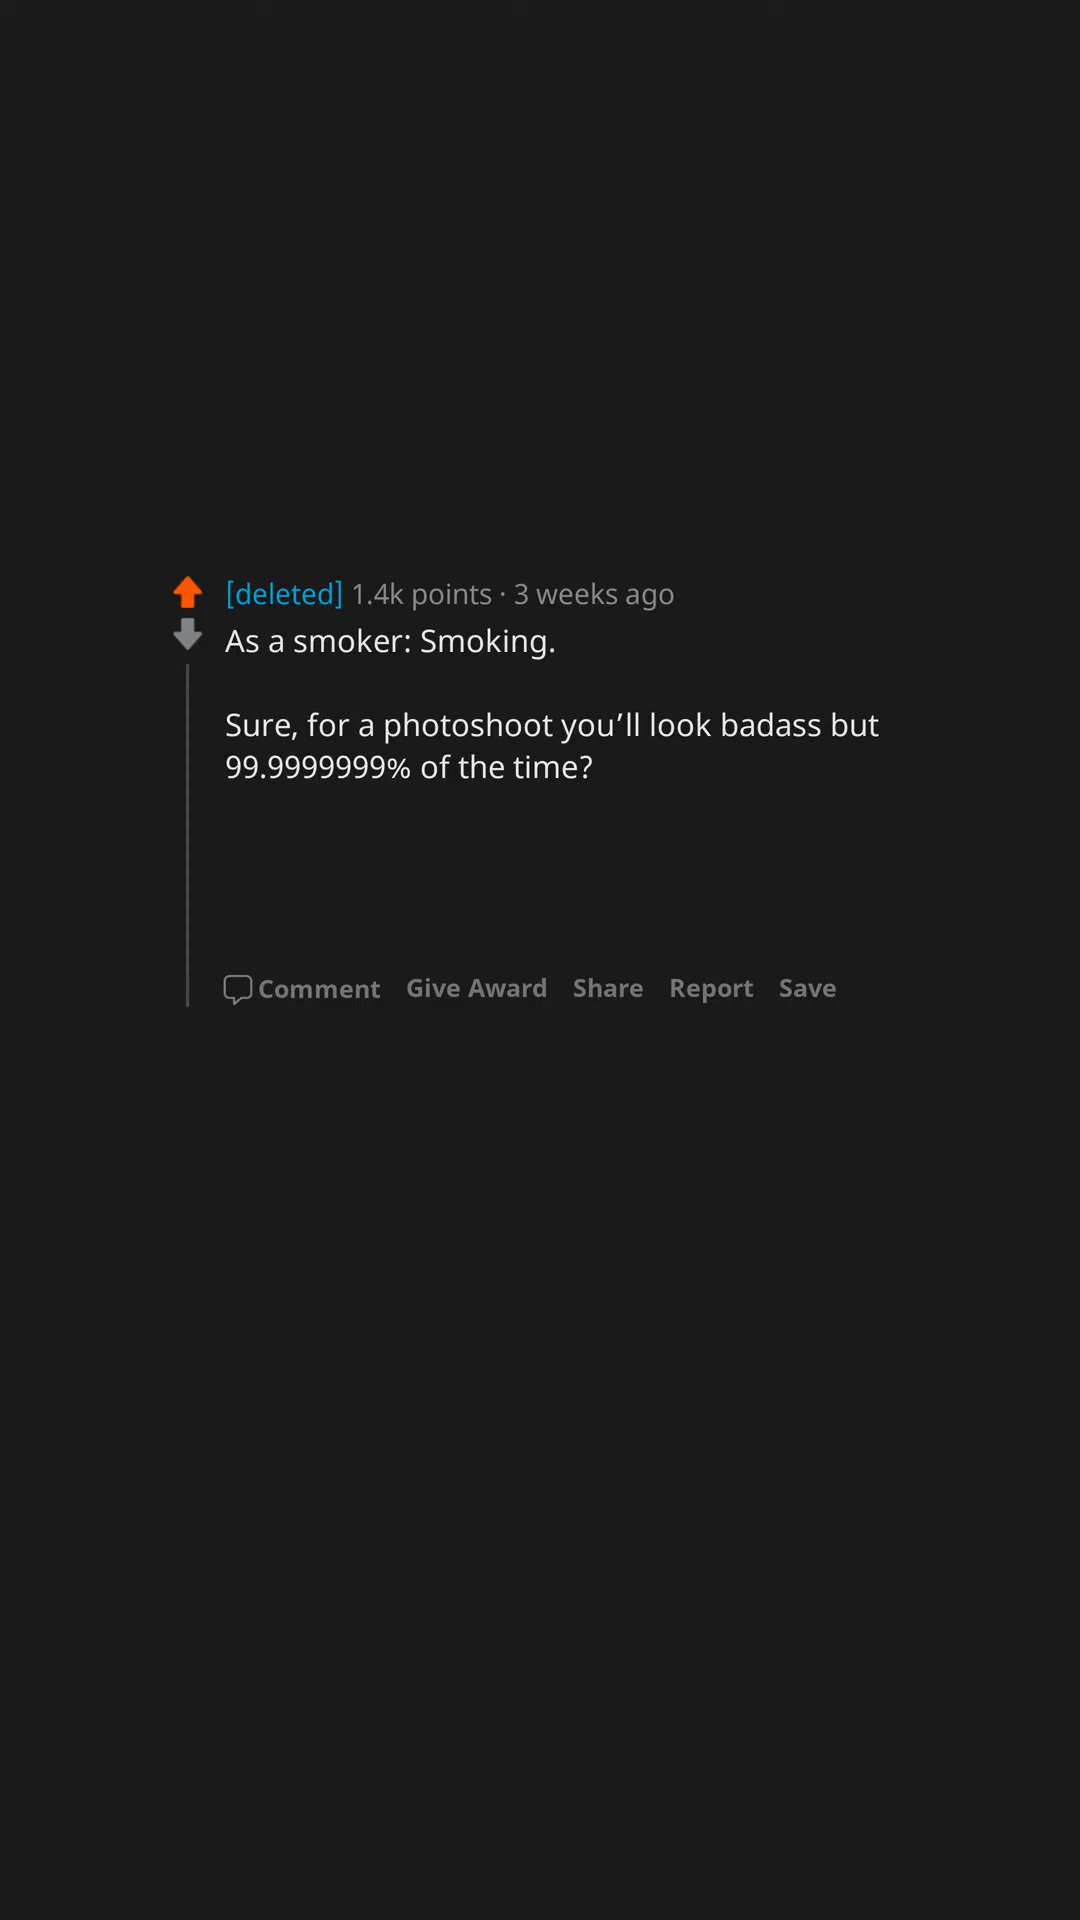 [deleted] 1.4k points · 3 weeks ago
As a smoker: Smoking.
Sure, for a photoshoot you’ll look badass but
99.9999999% of the time?
Comment Give Award Share Report Save